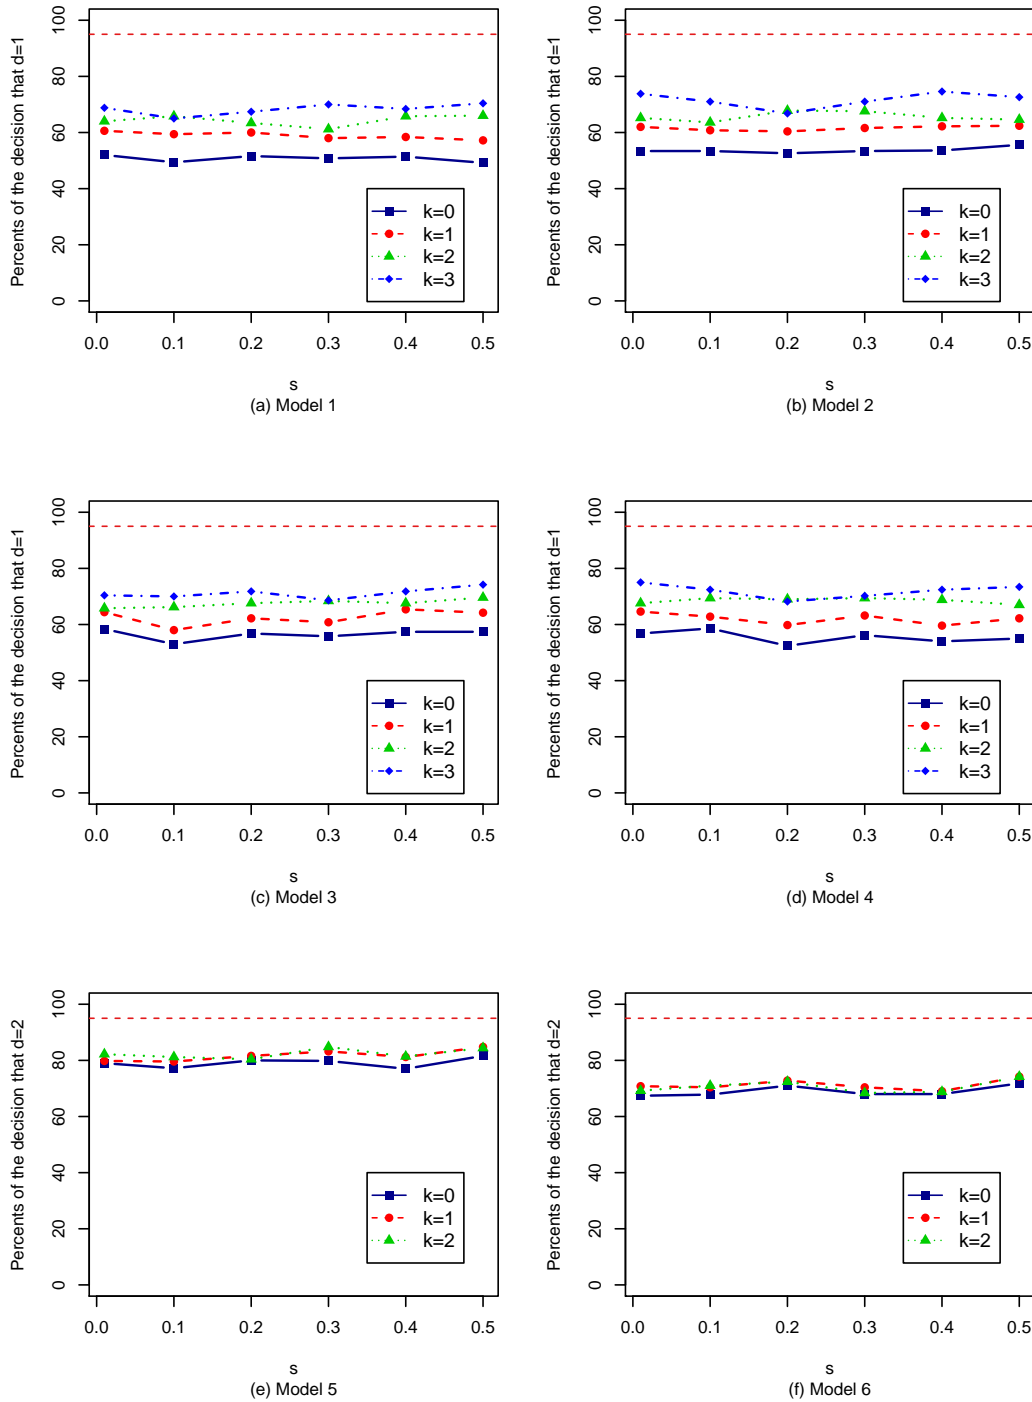 Percents of the decision that d=1
100
80
60
40
20
0
k=0
k=1
k=2
k=3
0.0 0.1 0.2 0.3 0.4 0.5
s
(a) Model 1
Percents of the decision that d=1
100
80
60
40
20
0
k=0
k=1
k=2
k=3
0.0 0.1 0.2 0.3 0.4 0.5
s
(b) Model 2
Percents of the decision that d=1
100
80
60
40
20
0
k=0
k=1
k=2
k=3
0.0 0.1 0.2 0.3 0.4 0.5
s
(c) Model 3
Percents of the decision that d=1
100
80
60
40
20
0
k=0
k=1
k=2
k=3
0.0 0.1 0.2 0.3 0.4 0.5
s
(d) Model 4
Percents of the decision that d=2
100
80
60
40
20
0
k=0
k=1
k=2
0.0 0.1 0.2 0.3 0.4 0.5
s
(e) Model 5
Percents of the decision that d=2
100
80
60
40
20
0
k=0
k=1
k=2
0.0 0.1 0.2 0.3 0.4 0.5
s
(f) Model 6